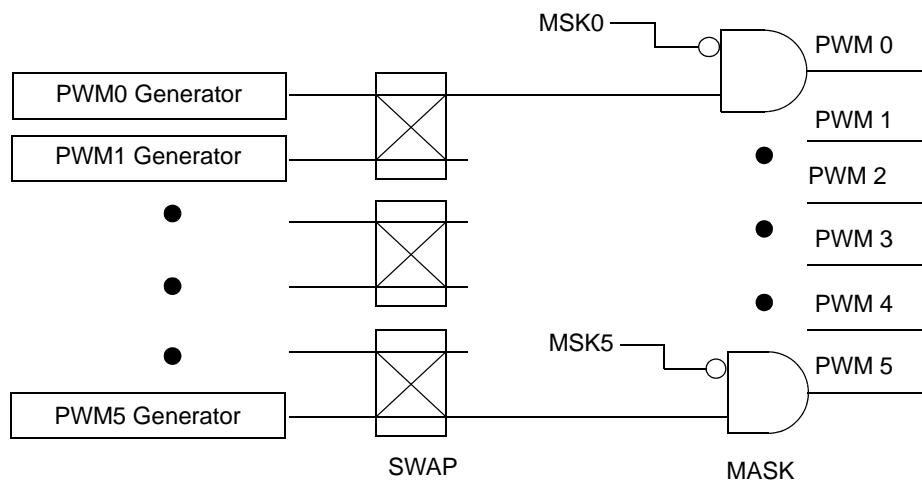 MSK0
PWM 0
PWM0 Generator
PWM 1
PWM1 Generator
PWM 2
PWM 3
PWM 4
MSK5
PWM 5
PWM5 Generator
SWAP
MASK